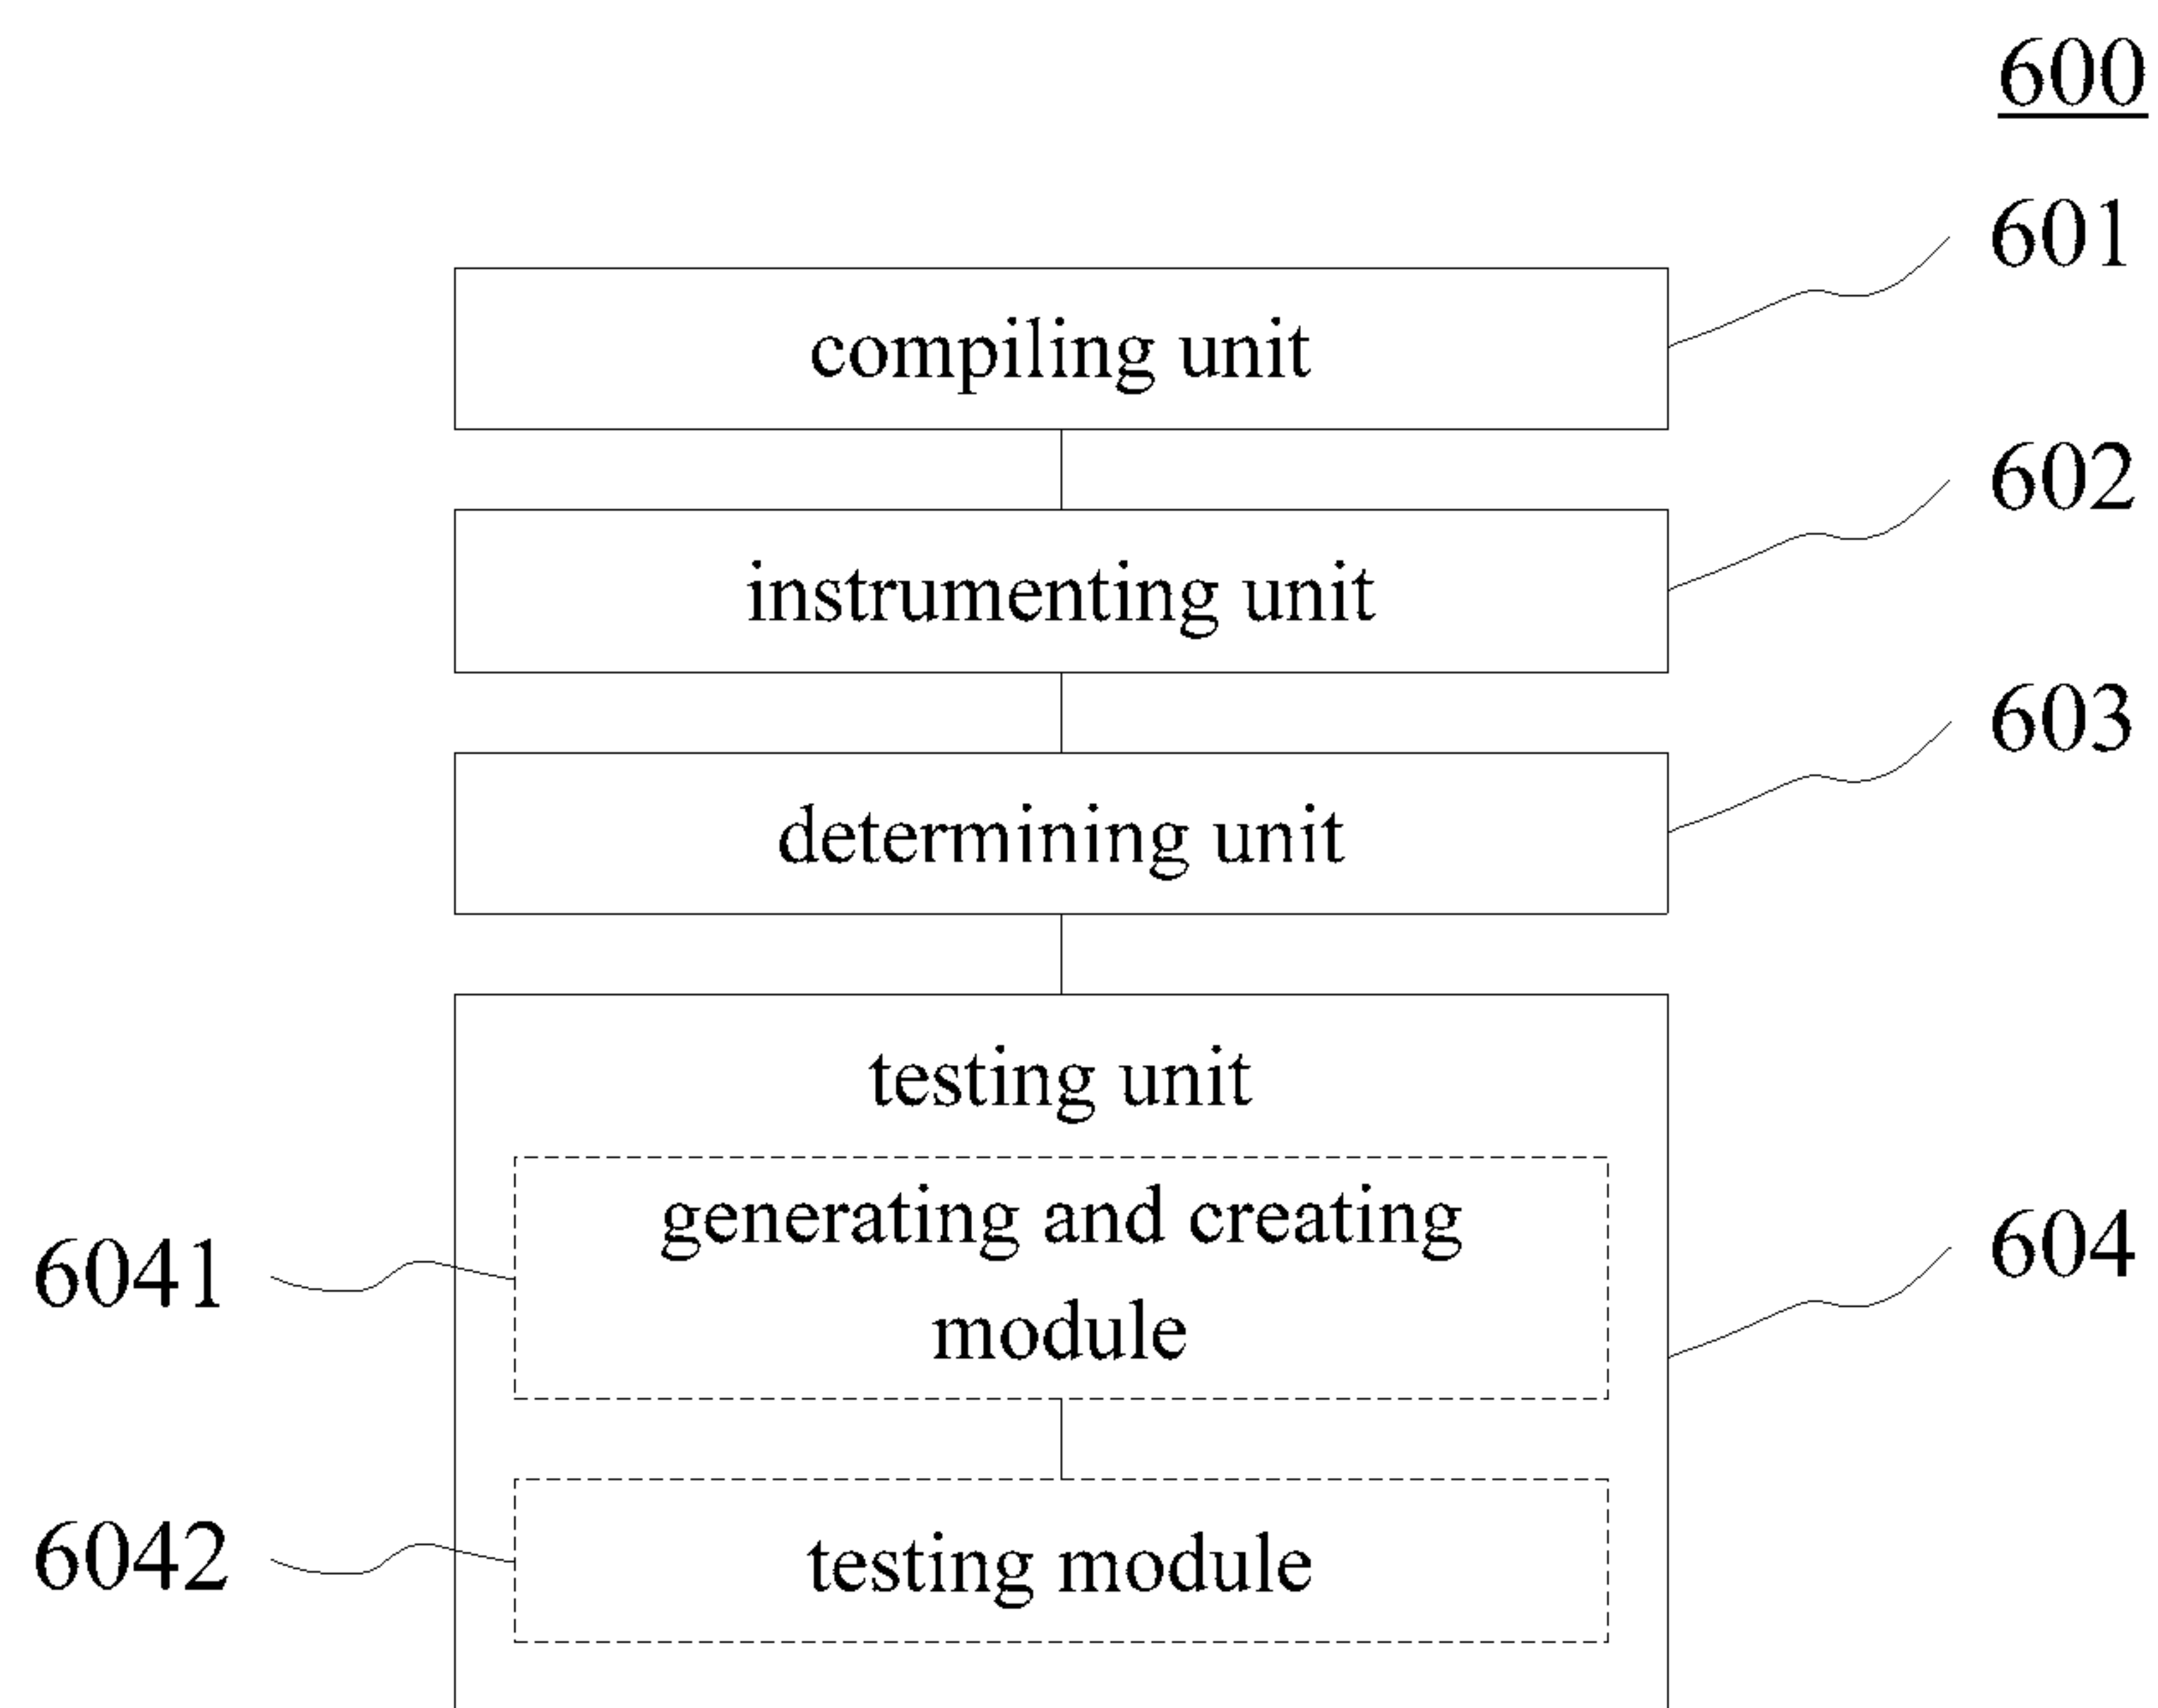 600
601
compiling unit
602
instrumenting unit
603
determining unit
testing unit
generating and creating
module
604
6041
testing module
6042